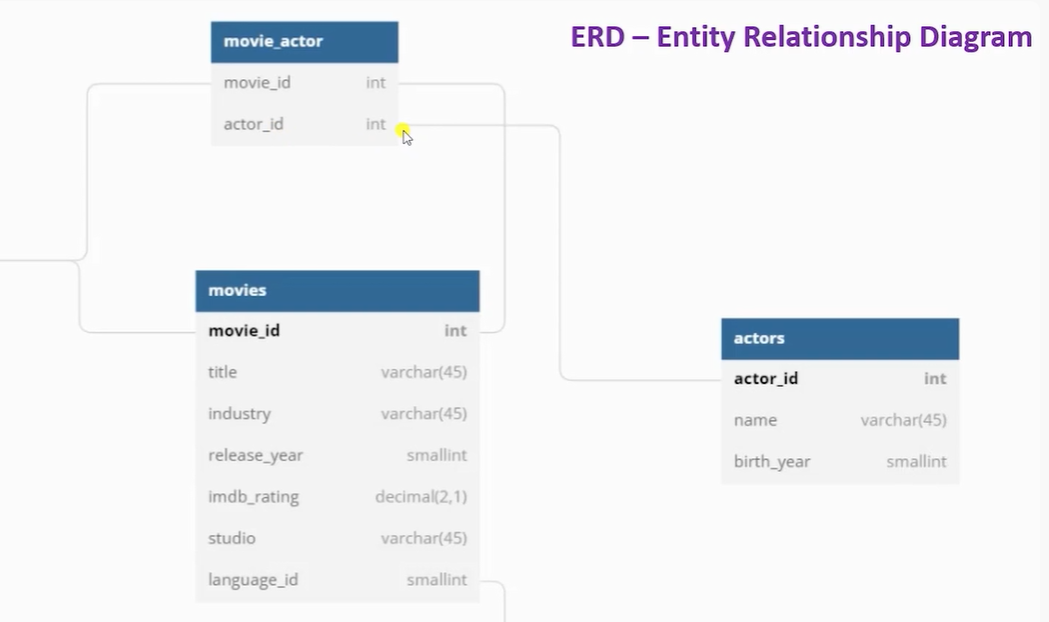 ERD – Entity Relationship Diagram
movie_actor
movie_id int
actor_id int
movies
movie_id int
title varchar(45)
industry varchar(45)
release_year smallint
imdb_rating decimal(2,1)
studio varchar(45)
language_id smallint
actors
actor_id int
name varchar(45)
birth_year smallint